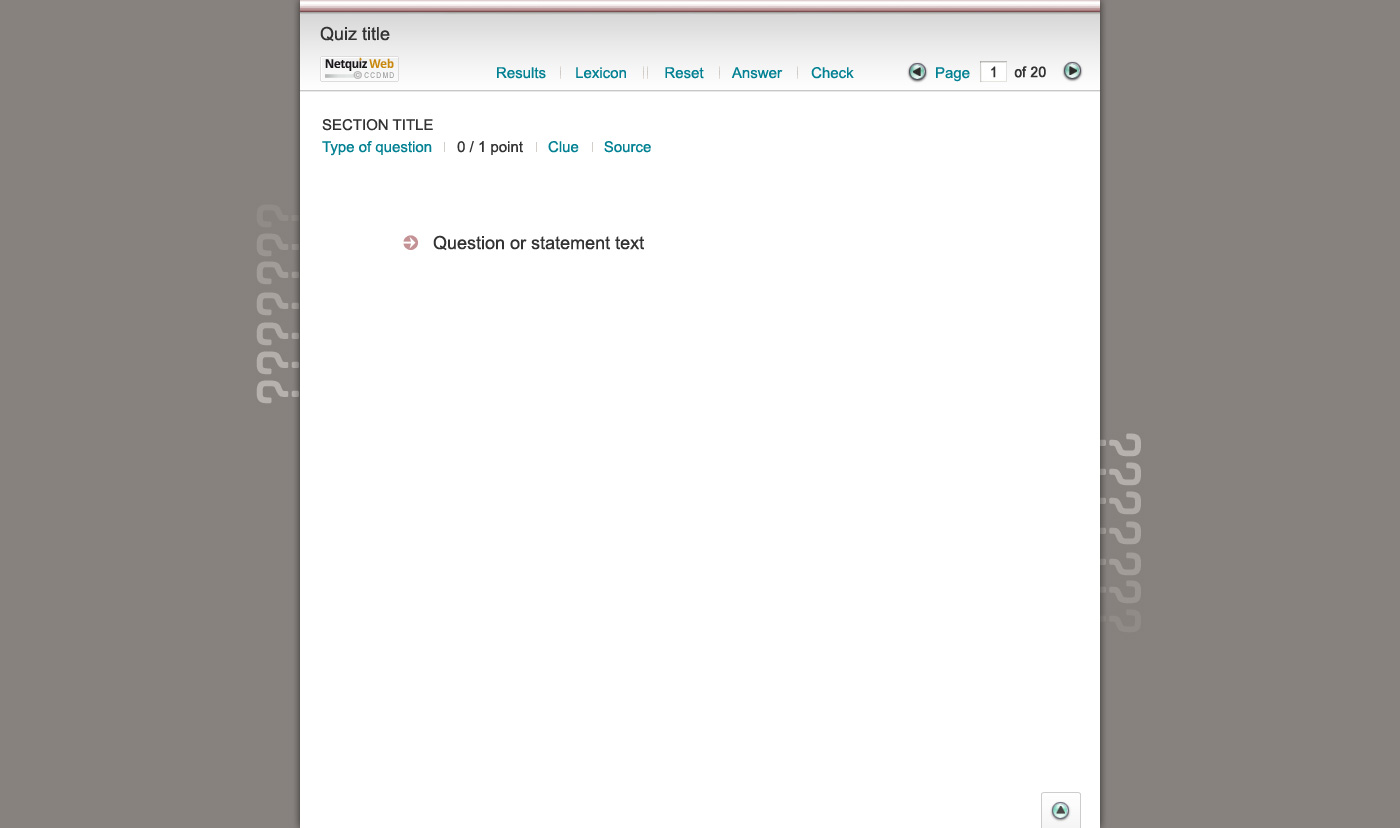 Quiz title
Netquiz Web
© CCDMD
Results Lexicon Reset Answer Check Page 1 of 20
SECTION TITLE
Type of question 0 / 1 point Clue Source
Question or statement text
???????
???????